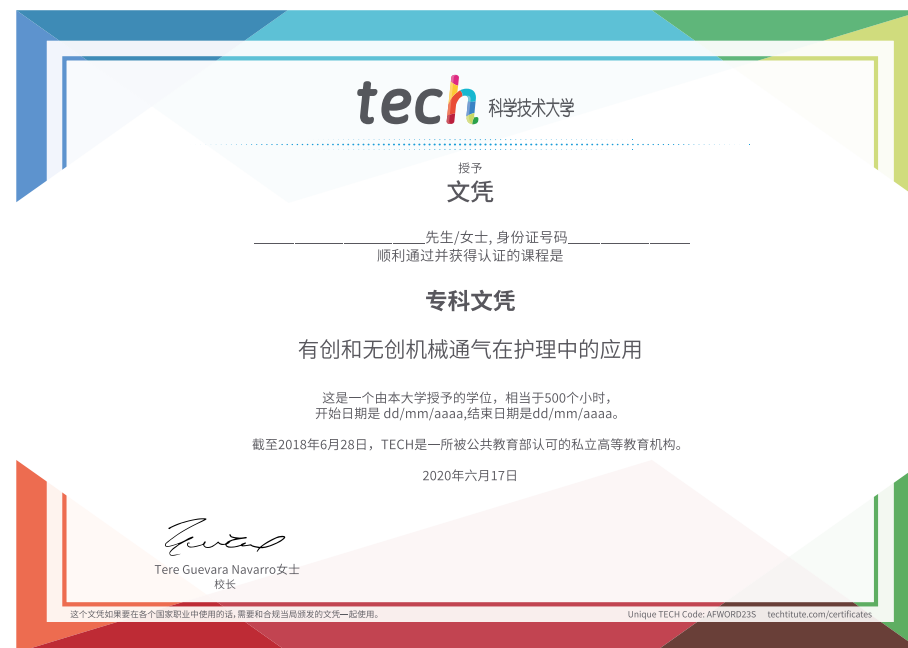 tech 科学技术大学
授予
文凭
先生/女士, 身份证号码
顺利通过并获得认证的课程是
专科文凭
有创和无创机械通气在护理中的应用
这是一个由本大学授予的学位，相当于500个小时，
开始日期是 dd/mm/aaaa,结束日期是dd/mm/aaaa。
截至2018年6月28日，TECH是一所被公共教育部认可的私立高等教育机构。
2020年六月17日
Tere Guevara Navarro女士
校长
这个文凭如果要在各个国家职业中使用的话,需要和合规当局颁发的文凭一起使用。
Unique TECH Code: AFWORD23S techtitute.com/certificates